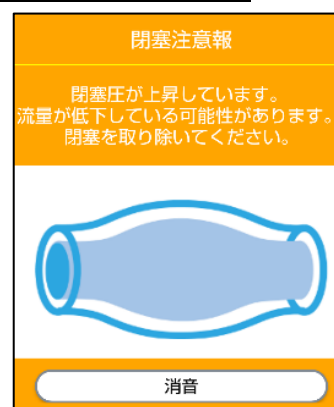 閉塞注意報
閉塞圧が上昇しています。
流量が低下している可能性があります。
閉塞を取り除いてください。
消音